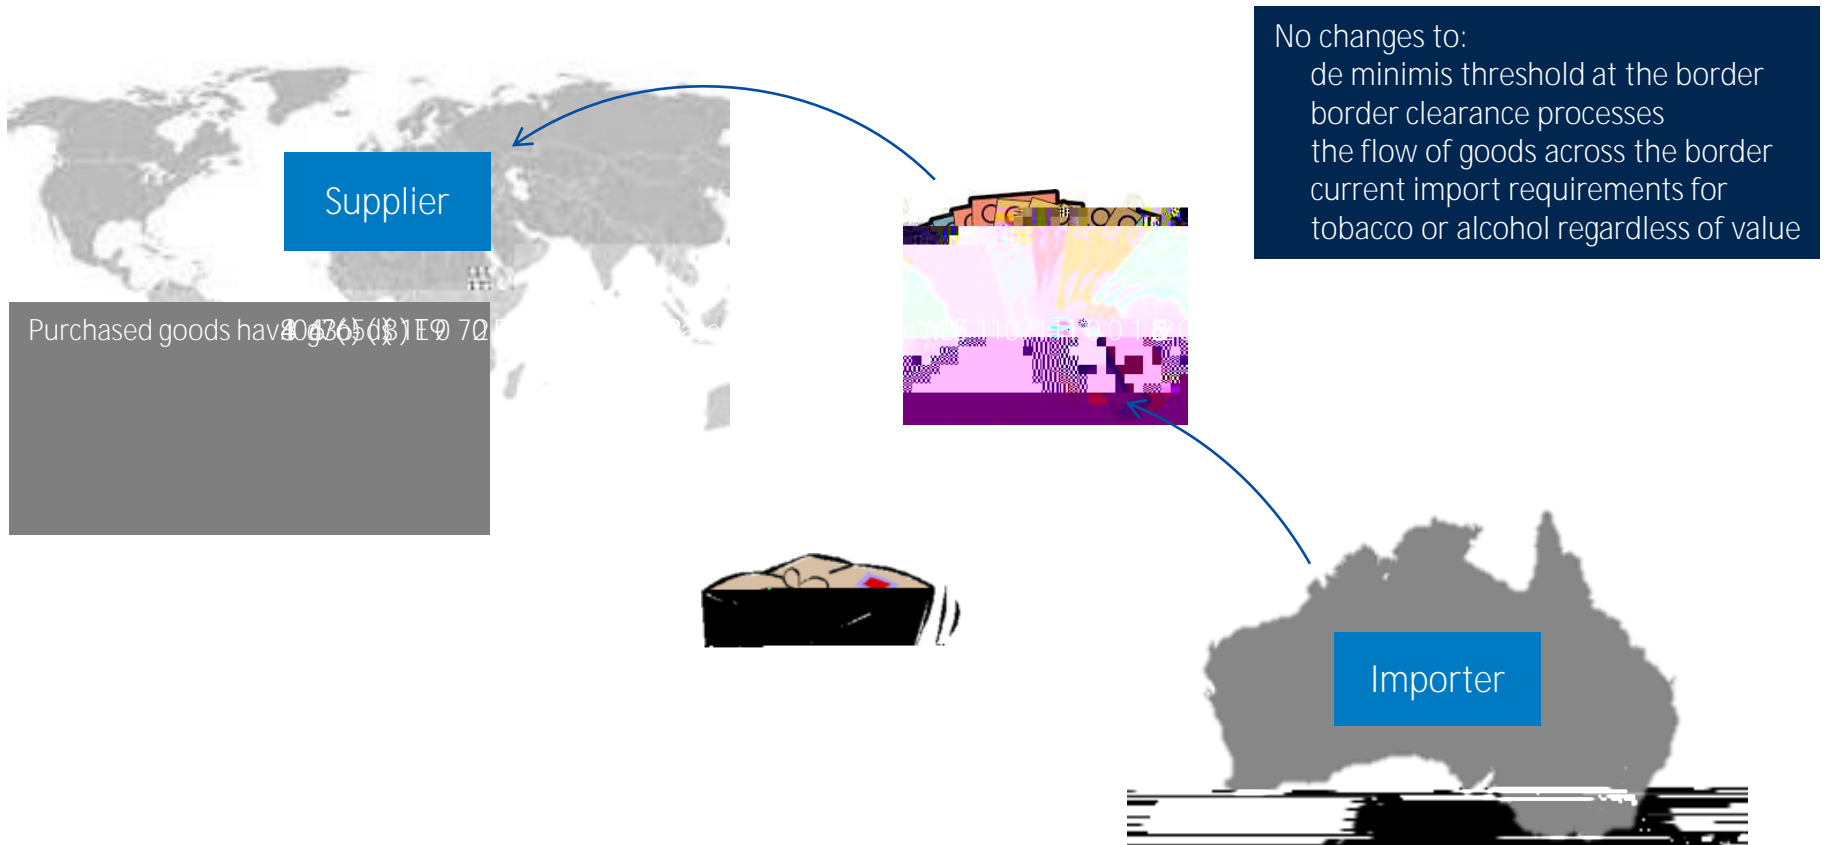 No changes to:
de minimis threshold at the border
border clearance processes
the flow of goods across the border
current import requirements for
tobacco or alcohol regardless of value
Supplier
Purchased goods hav
Importer